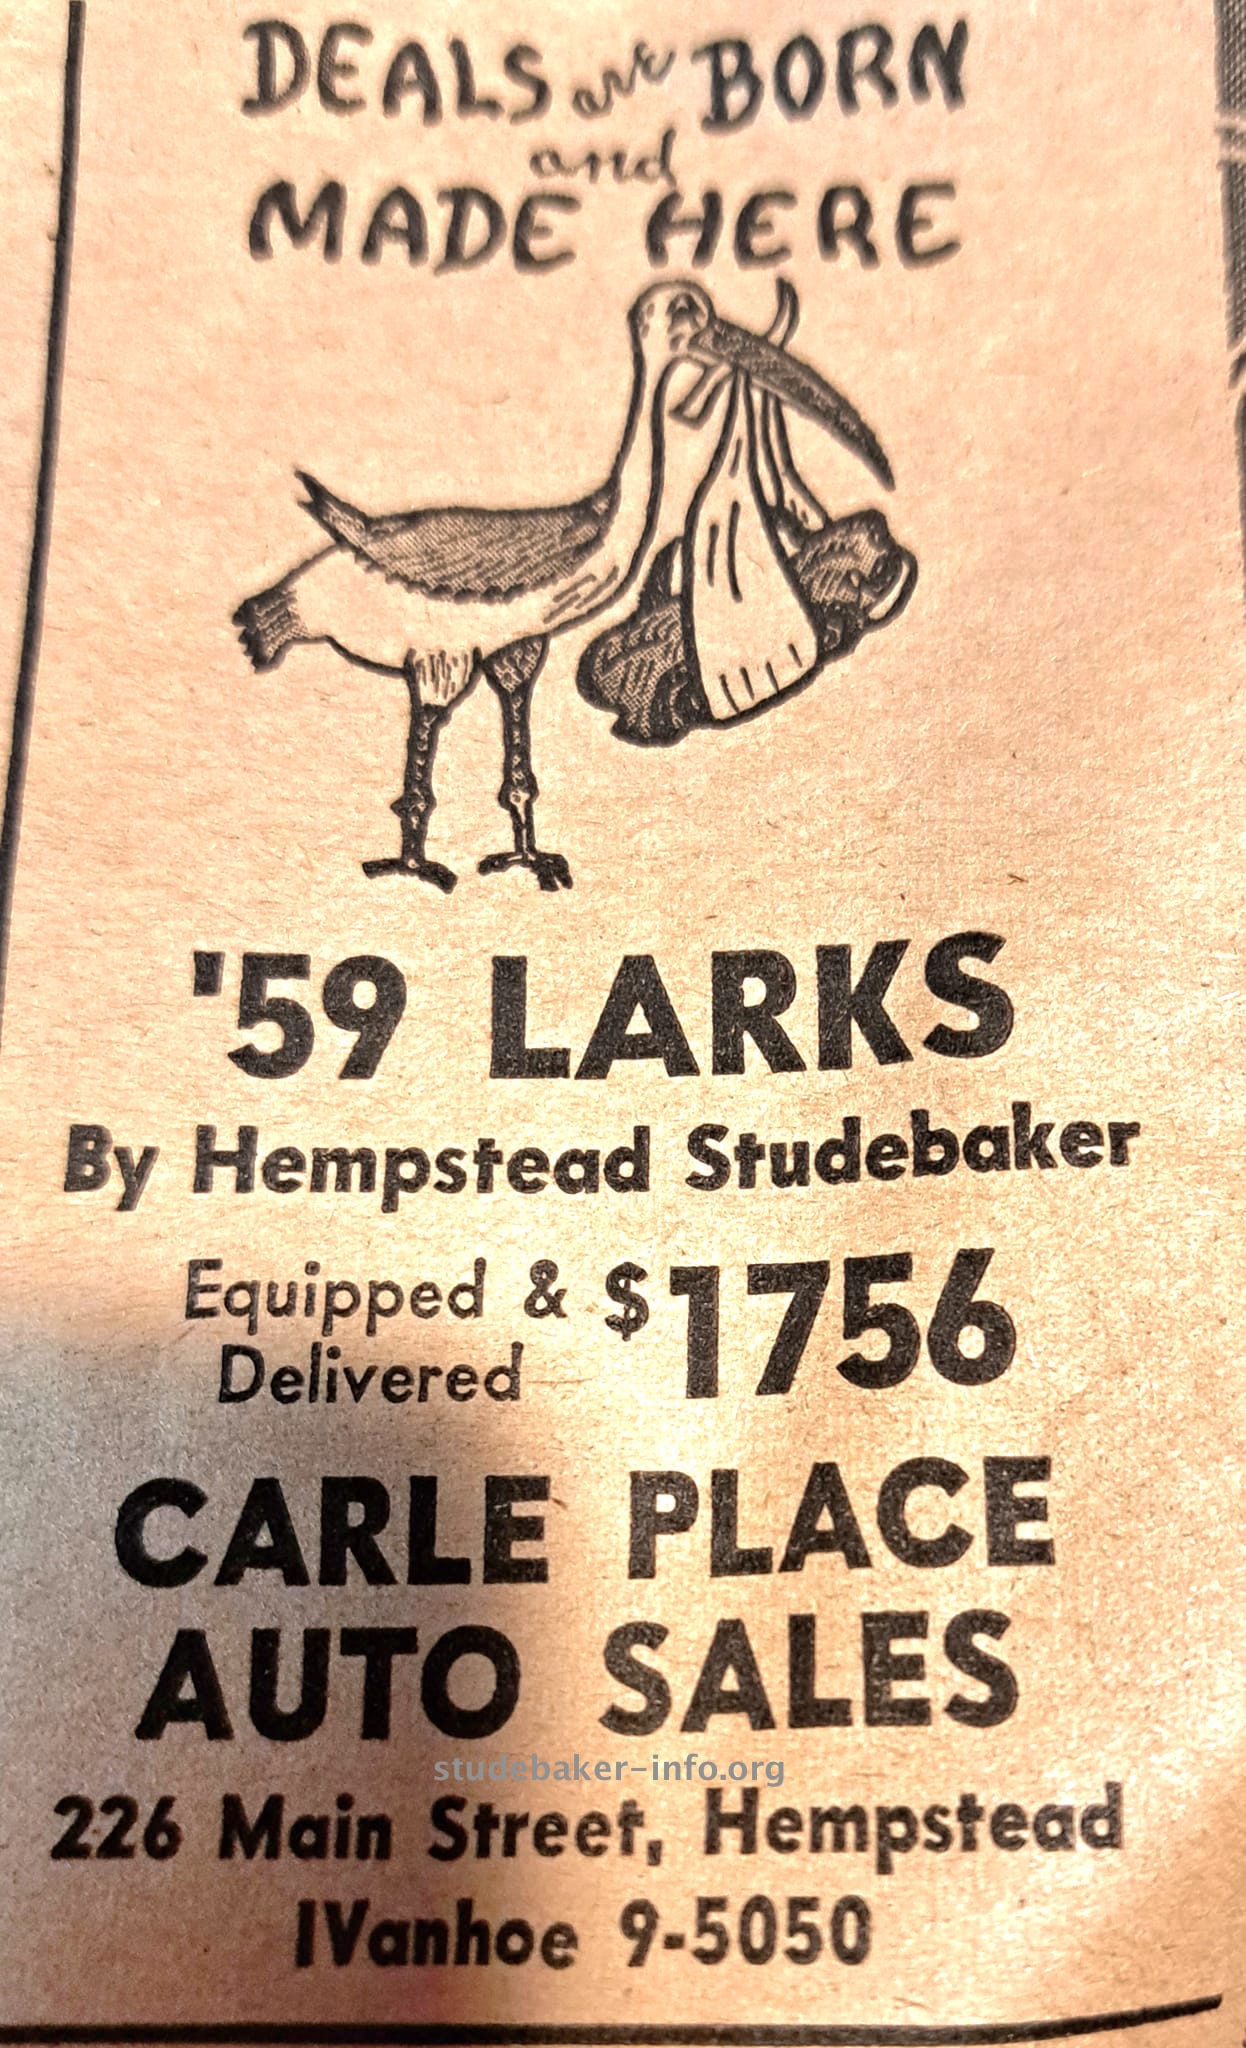 DEALS are BORN
and
MADE HERE
'59 LARKS
By Hempstead Studebaker
Equipped & $1756
Delivered
CARLE PLACE
AUTO SALES
studebaker-info.org
226 Main Street, Hempstead
IVanhoe 9-5050